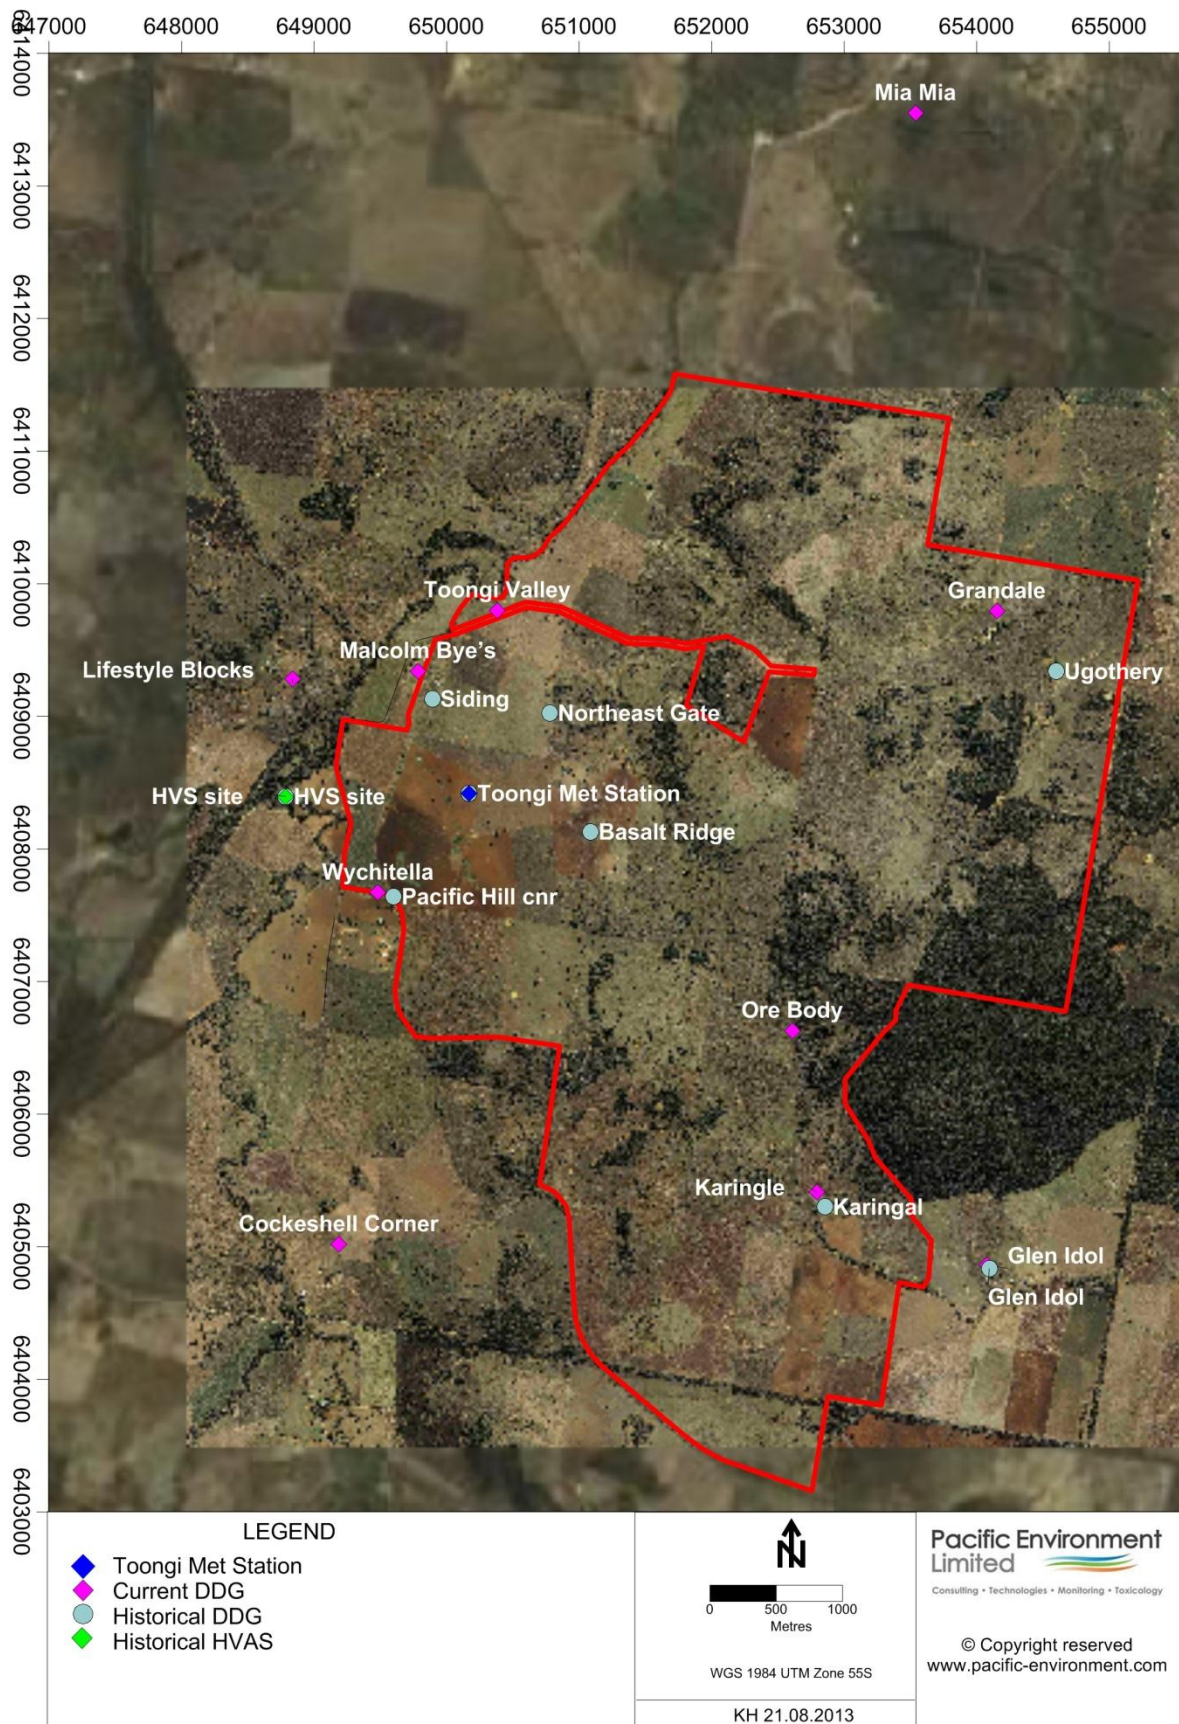 647000 648000 649000 650000 651000 652000 653000 654000 655000
6414000
Mia Mia
6413000
6412000
6411000
6410000
Toongi Valley
Grandale
Malcolm Bye's
Lifestyle Blocks
Ugothery
Siding
Northeast Gate
6409000
HVS site
HVS site
Toongi Met Station
Basalt Ridge
6408000
Wychitella
Pacific Hill cnr
6407000
Ore Body
6406000
Karingle
Karingal
Cockeshell Corner
6405000
Glen Idol
Glen Idol
6404000
6403000
LEGEND
Toongi Met Station
Current DDG
Historical DDG
Historical HVAS
N
0 500 1000
Metres
WGS 1984 UTM Zone 55S
KH 21.08.2013
Pacific Environment
Limited
Consulting • Technologies • Monitoring • Toxicology
© Copyright reserved
www.pacific-environment.com